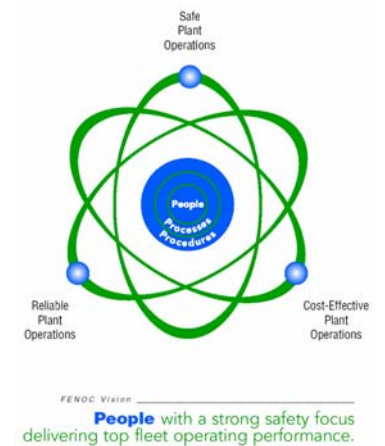 Safe
Plant
Operations
People
Processes
Procedures
Reliable
Plant
Operations
Cost-Effective
Plant
Operations
FENOC Vision
People with a strong safety focus
delivering top fleet operating performance.